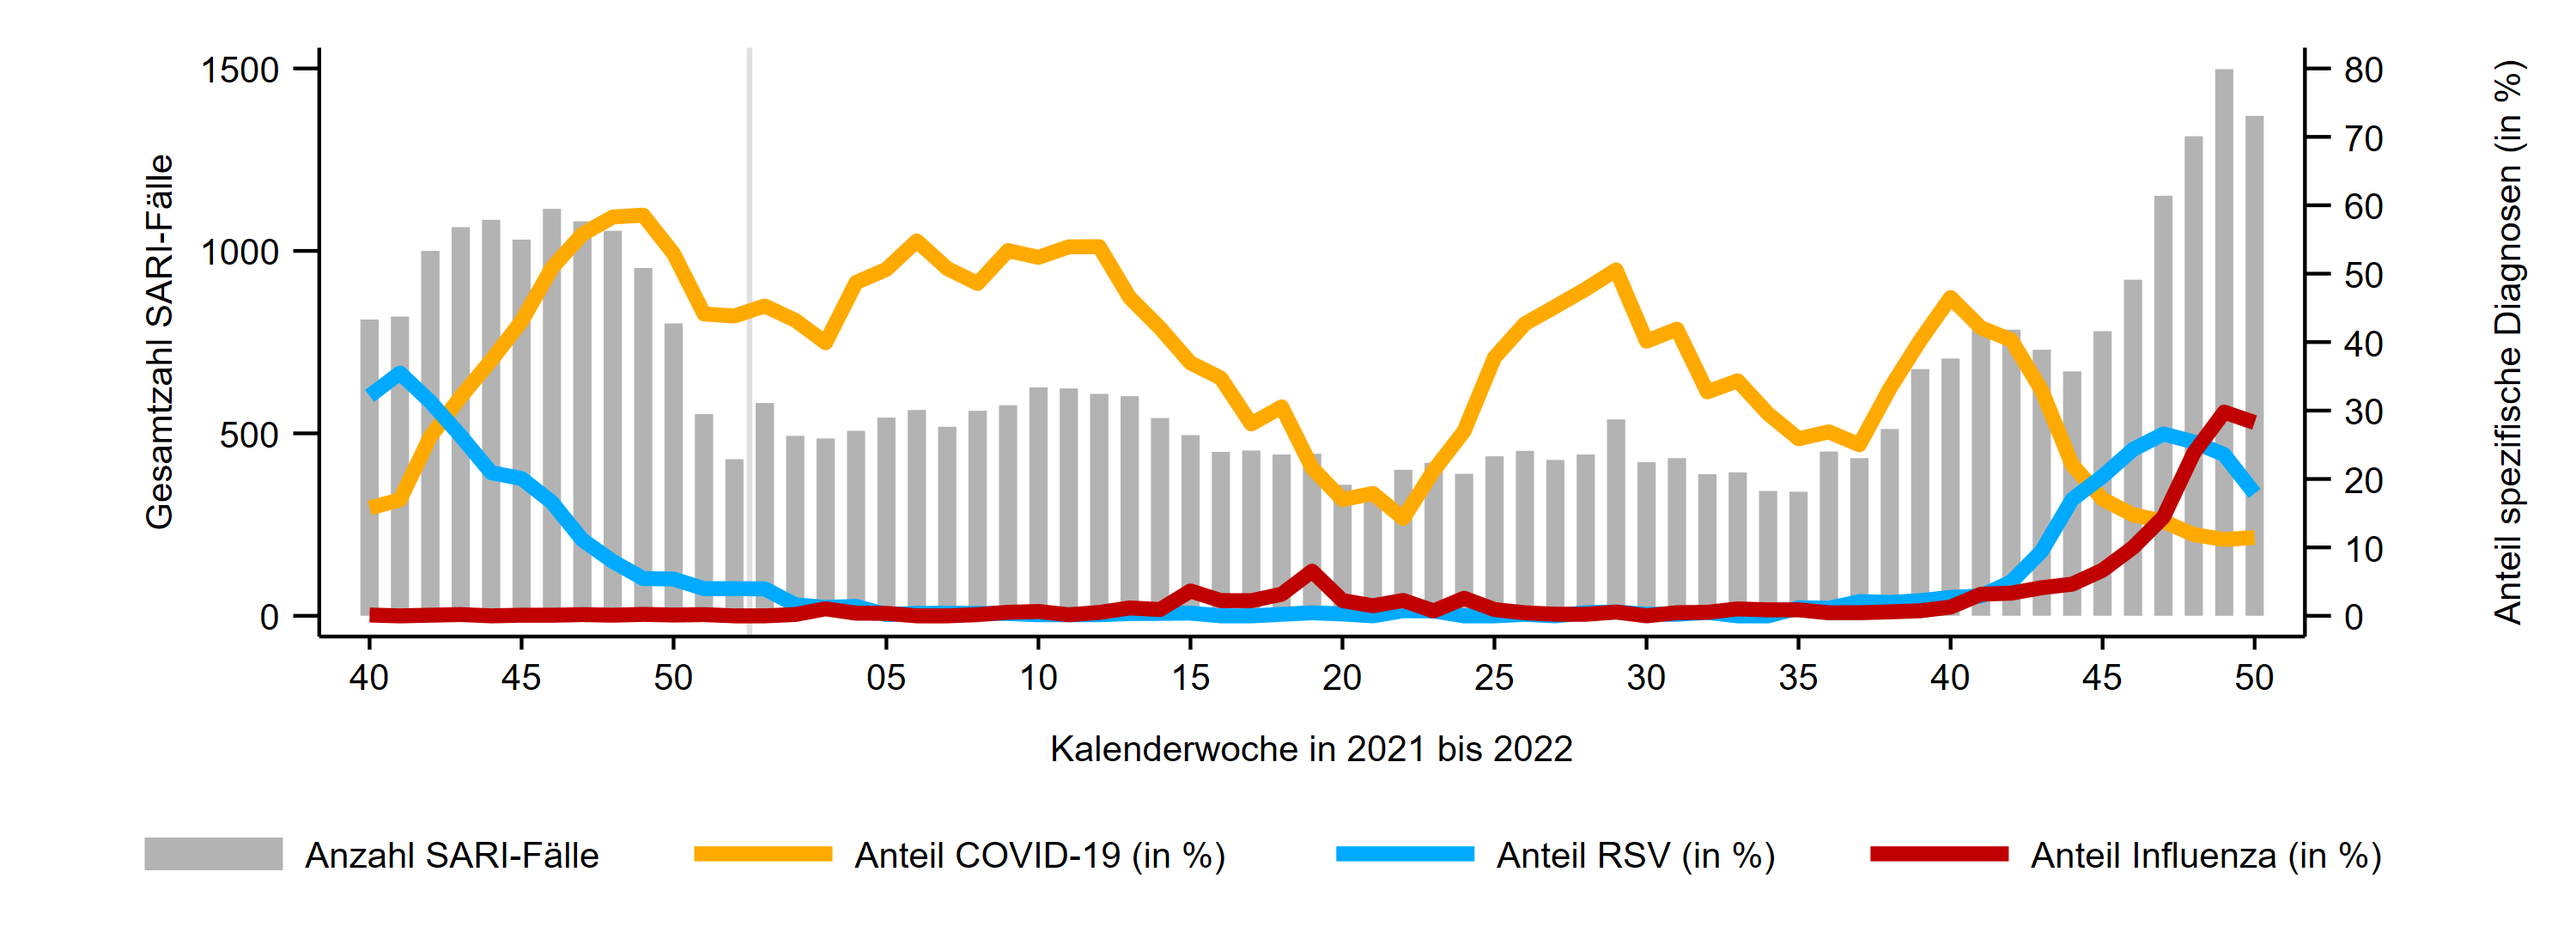 1500
1000
500
0
Gesamtzahl SARI-Fälle
80
70
60
50
40
30
20
10
0
Anteil spezifische Diagnosen (in %)
40 45 50 05 10 15 20 25 30 35 40 45 50
Kalenderwoche in 2021 bis 2022
Anzahl SARI-Fälle Anteil COVID-19 (in %) Anteil RSV (in %) Anteil Influenza (in %)